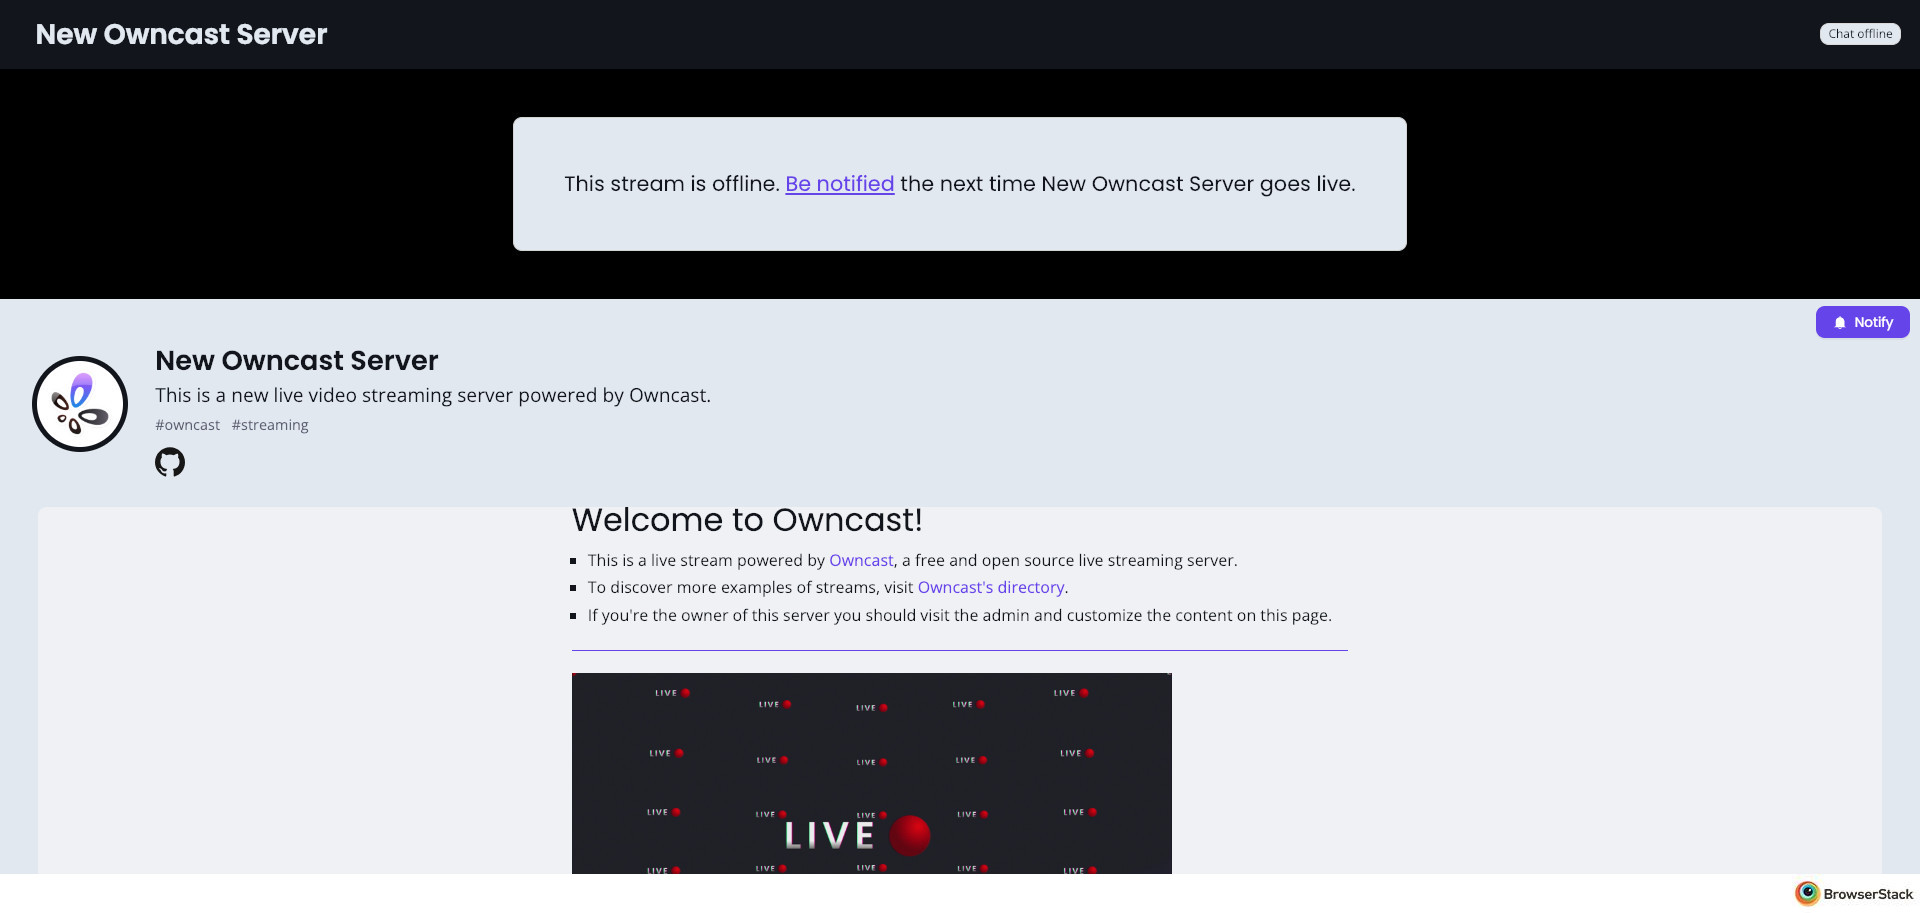 New Owncast Server
Chat offline
This stream is offline. Be notified the next time New Owncast Server goes live.
Notify
New Owncast Server
This is a new live video streaming server powered by Owncast.
#owncast #streaming
Welcome to Owncast!
This is a live stream powered by Owncast, a free and open source live streaming server.
To discover more examples of streams, visit Owncast's directory.
If you're the owner of this server you should visit the admin and customize the content on this page.
LIVE LIVE LIVE LIVE LIVE
LIVE LIVE LIVE LIVE LIVE
LIVE LIVE LIVE LIVE LIVE
LIVE
LIVE LIVE LIVE LIVE LIVE
BrowserStack